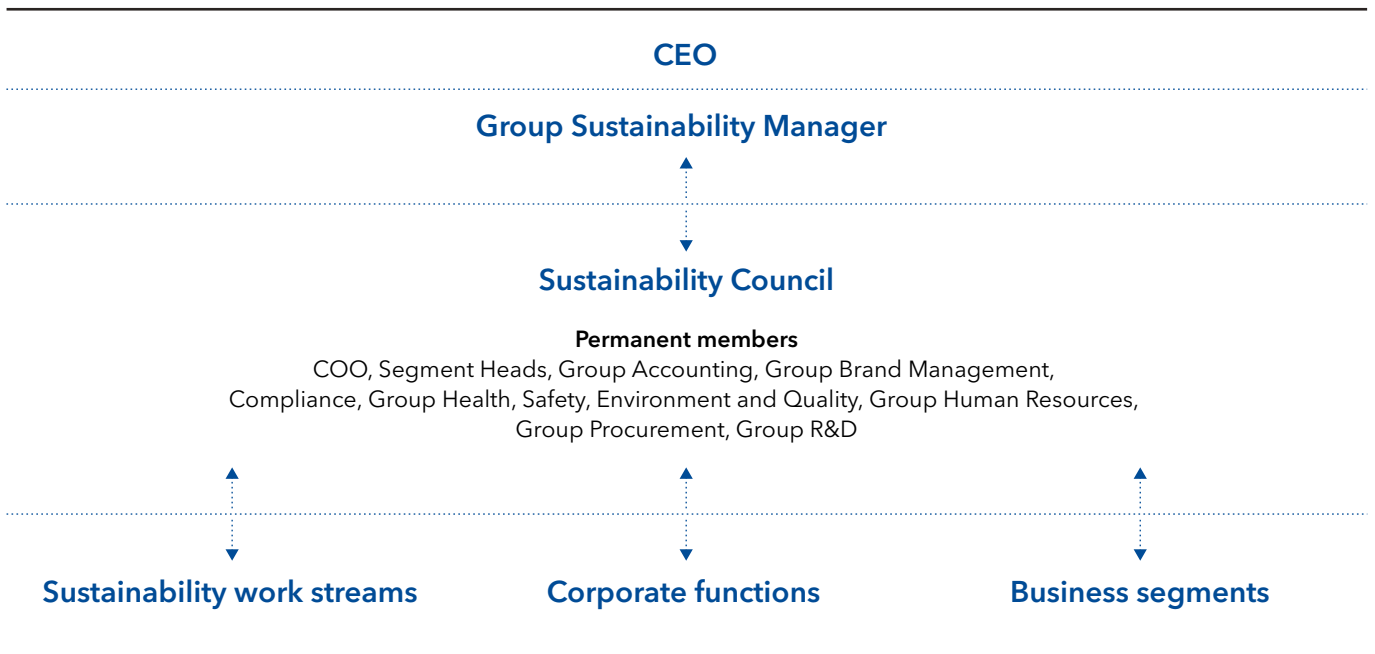 CEO
Group Sustainability Manager
Sustainability Council
Permanent members
COO, Segment Heads, Group Accounting, Group Brand Management,
Compliance, Group Health, Safety, Environment and Quality, Group Human Resources,
Group Procurement, Group R&D
Sustainability work streams
Corporate functions
Business segments